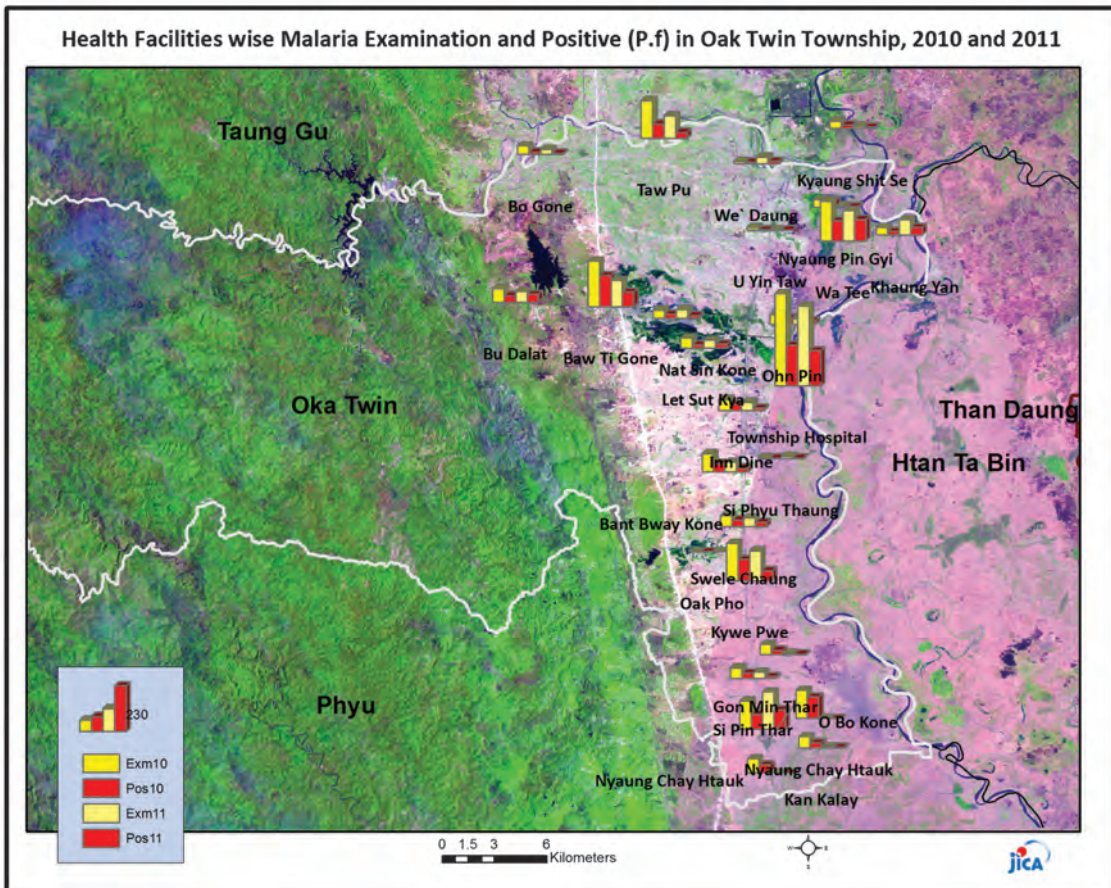 Health Facilities wise Malaria Examination and Positive (P.f) in Oak Twin Township, 2010 and 2011
Taung Gu
Taw Pu
Kyaung Shit Se
Bo Gone
We` Daung
Nyaung Pin Gyi
U Yin Taw
Wa Tee
Khaung Yan
Bu Dalat
Baw Ti Gone
Nat Sin Kone
Ohn Pin
Let Sut Kya
Oka Twin
Than Daung
Township Hospital
Htan Ta Bin
Inn Dine
Si Phyu Thaung
Bant Bway Kone
Swele Chaung
Oak Pho
Kywe Pwe
Phyu
Gon Min Thar
O Bo Kone
Si Pin Thar
Nyaung Chay Htauk
Nyaung Chay Htauk
Kan Kalay
230
Exm10
Pos10
Exm11
Pos11
0 1.5 3 6
Kilometers
N
W E
S
jICA